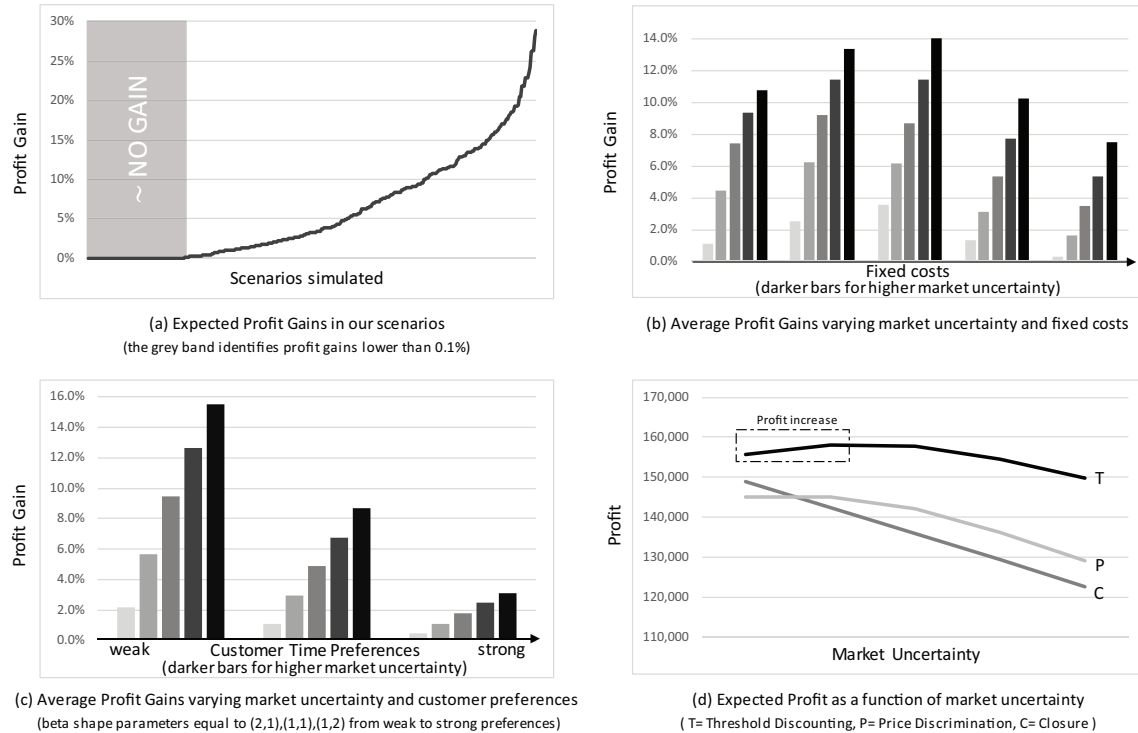 30%
25%
20%
15%
10%
5%
0%
Profit Gain
~ NO GAIN
Scenarios simulated
(a) Expected Profit Gains in our scenarios
(the grey band identifies profit gains lower than 0.1%)
14.0%
12.0%
10.0%
8.0%
6.0%
4.0%
2.0%
0.0%
Profit Gain
Fixed costs
(darker bars for higher market uncertainty)
(b) Average Profit Gains varying market uncertainty and fixed costs
16.0%
14.0%
12.0%
10.0%
8.0%
6.0%
4.0%
2.0%
0.0%
Profit Gain
weak Customer Time Preferences strong
(darker bars for higher market uncertainty)
(c) Average Profit Gains varying market uncertainty and customer preferences
(beta shape parameters equal to (2,1),(1,1),(1,2) from weak to strong preferences)
170,000
160,000
150,000
140,000
130,000
120,000
110,000
Profit
Profit increase
T
P
C
Market Uncertainty
(d) Expected Profit as a function of market uncertainty
( T= Threshold Discounting, P= Price Discrimination, C= Closure )